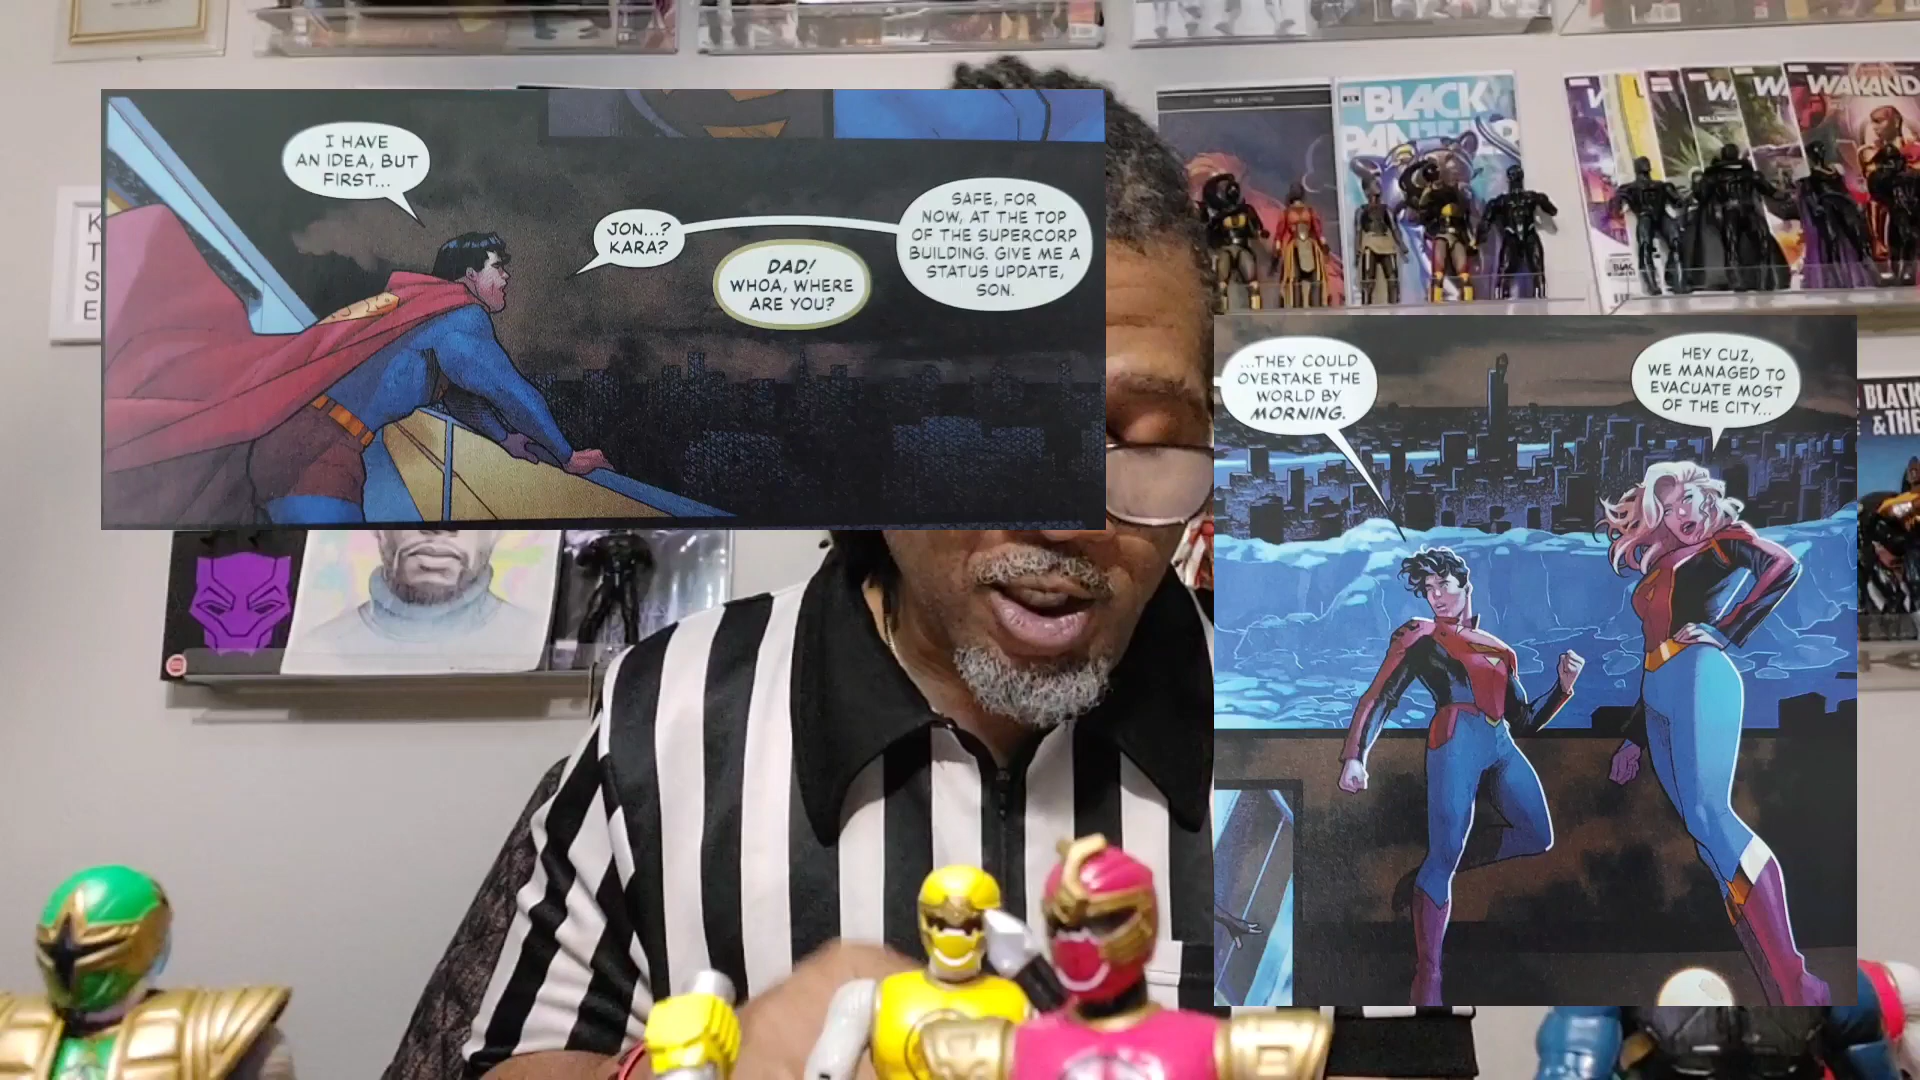 I HAVE
AN IDEA, BUT
FIRST...
JON...?
KARA?
DAD!
WHOA, WHERE
ARE YOU?
SAFE, FOR
NOW, AT THE TOP
OF THE SUPERCORP
BUILDING. GIVE ME A
STATUS UPDATE,
SON.
...THEY COULD
OVERTAKE THE
WORLD BY
MORNING.
HEY CUZ,
WE MANAGED TO
EVACUATE MOST
OF THE CITY...
BLACK
PANTHER
WAKANDA
BLACK
& THE
K
T
S
E